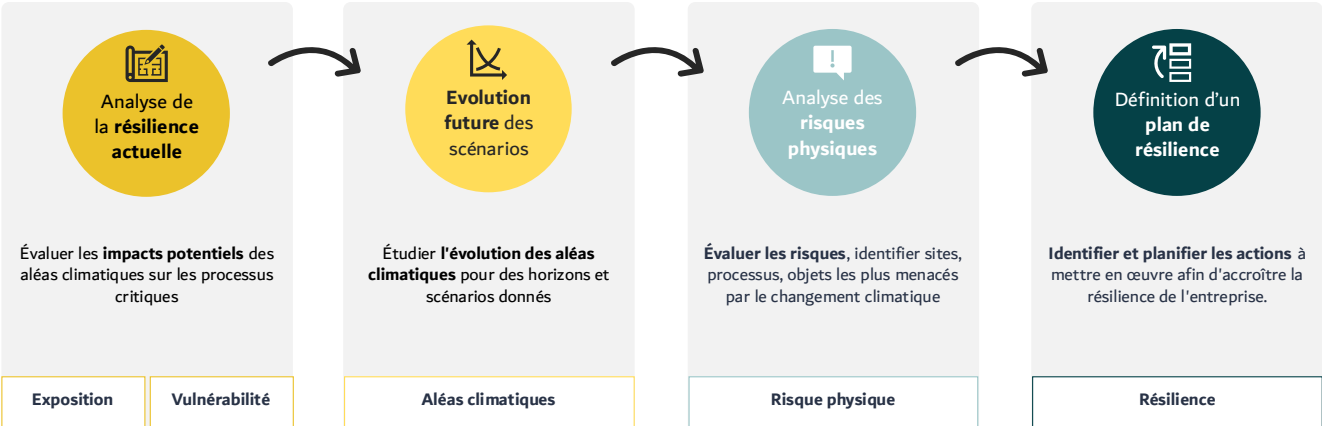 Analyse de
la résilience
actuelle
Évaluer les impacts potentiels des
aléas climatiques sur les processus
critiques
Exposition
Vulnérabilité
Evolution
future des
scénarios
Étudier l'évolution des aléas
climatiques pour des horizons et
scénarios donnés
Aléas climatiques
Analyse des
risques
physiques
Évaluer les risques, identifier sites,
processus, objets les plus menacés
par le changement climatique
Risque physique
Définition d’un
plan de
résilience
Identifier et planifier les actions à
mettre en œuvre afin d'accroître la
résilience de l'entreprise.
Résilience